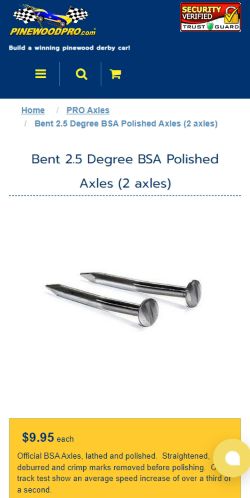 PINEWOODPRO.com
SECURITY
VERIFIED
TRUST GUARD
Build a winning pinewood derby car!
Home / PRO Axles
/ Bent 2.5 Degree BSA Polished Axles (2 axles)
Bent 2.5 Degree BSA Polished
Axles (2 axles)
$9.95 each
Official BSA Axles, lathed and polished. Straightened,
deburred and crimp marks removed before polishing.
track test show an average speed increase of over a third of
a second.